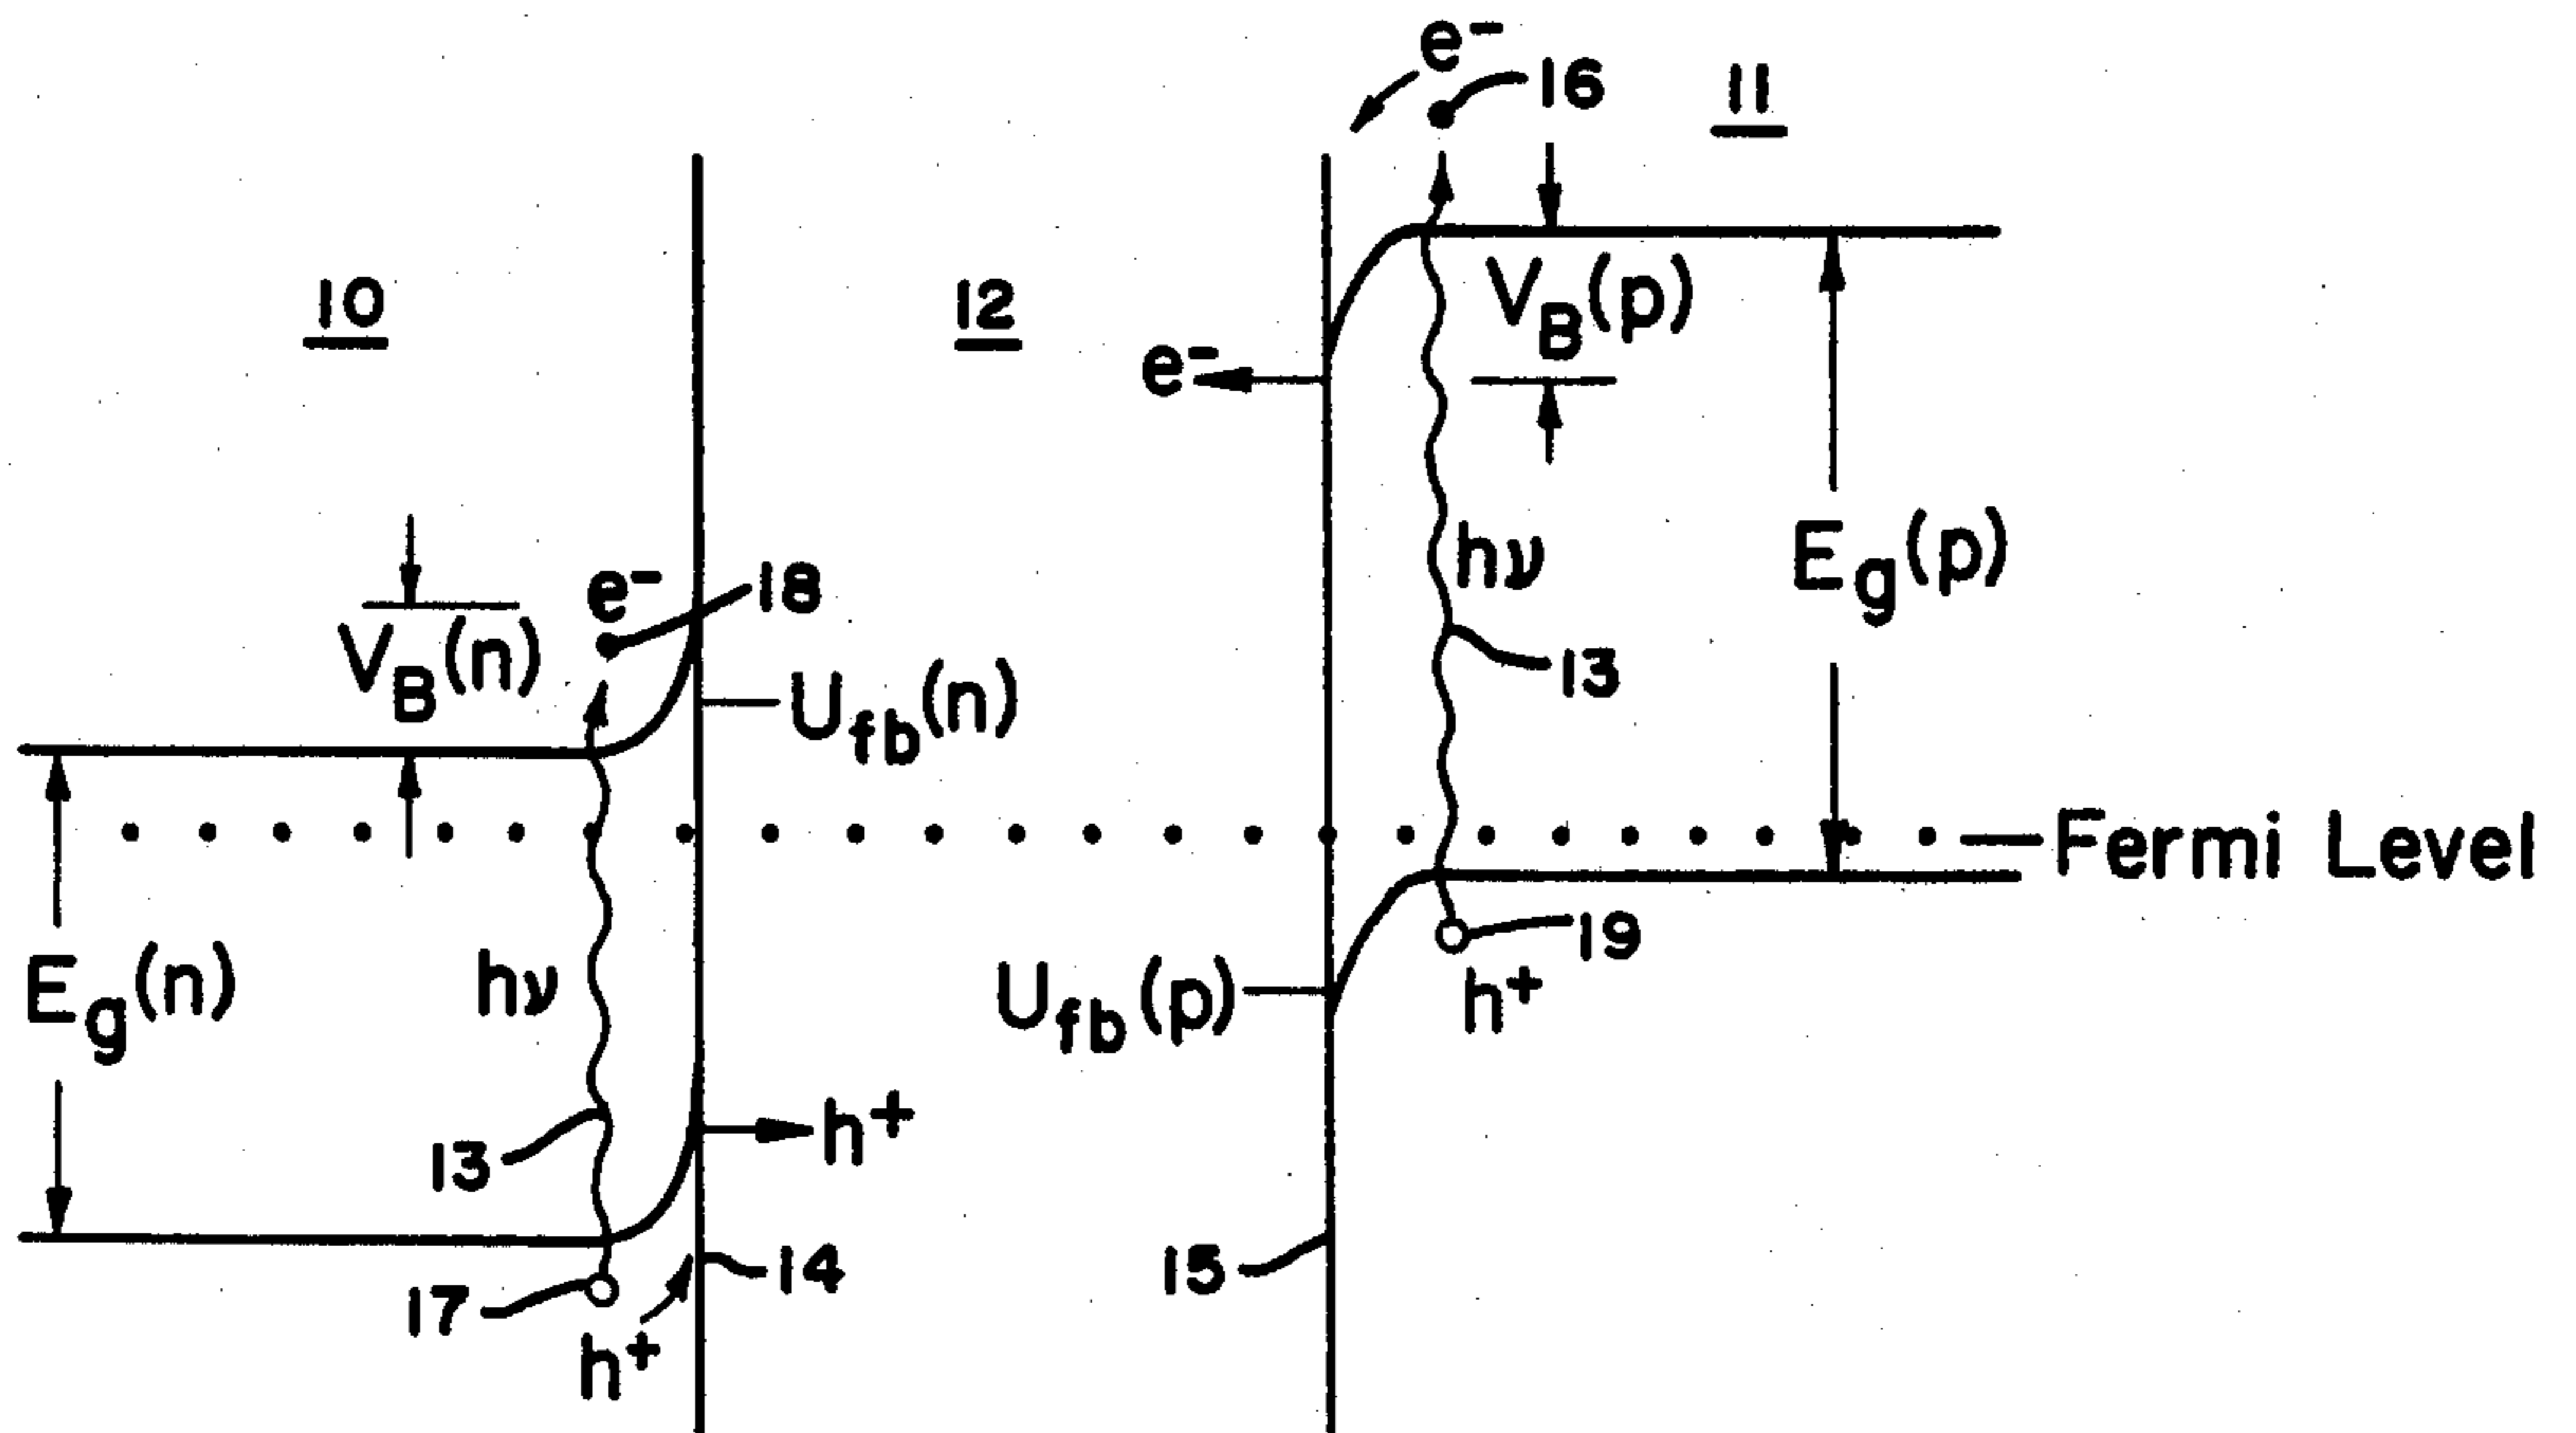 e⁻
16
11
10
12
V_B(p)
e⁻
hν
E_g(p)
e⁻
18
V_B(n)
U_fb(n)
13
Fermi Level
19
E_g(n)
hν
U_fb(p)
h⁺
13
h⁺
14
15
17
h⁺